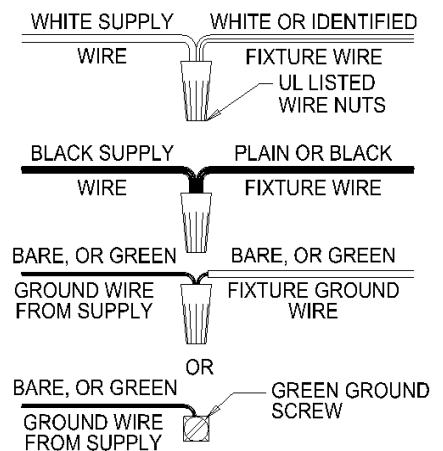 WHITE SUPPLY WHITE OR IDENTIFIED
WIRE FIXTURE WIRE
UL LISTED
WIRE NUTS
BLACK SUPPLY PLAIN OR BLACK
WIRE FIXTURE WIRE
BARE, OR GREEN BARE, OR GREEN
GROUND WIRE FIXTURE GROUND
FROM SUPPLY WIRE
OR
BARE, OR GREEN GREEN GROUND
SCREW
GROUND WIRE
FROM SUPPLY